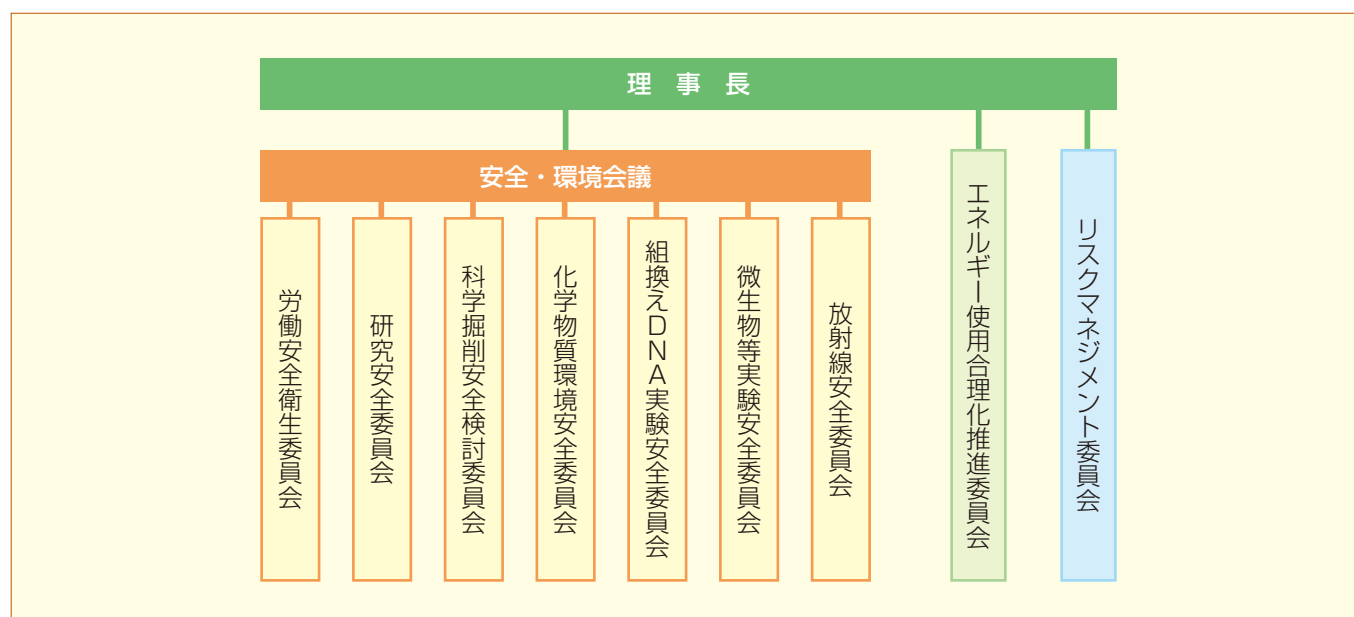 理 事 長
安全・環境会議
労働安全衛生委員会
研究安全委員会
科学掘削安全検討委員会
化学物質環境安全委員会
組換えDNA実験安全委員会
微生物等実験安全委員会
放射線安全委員会
エネルギー使用合理化推進委員会
リスクマネジメント委員会